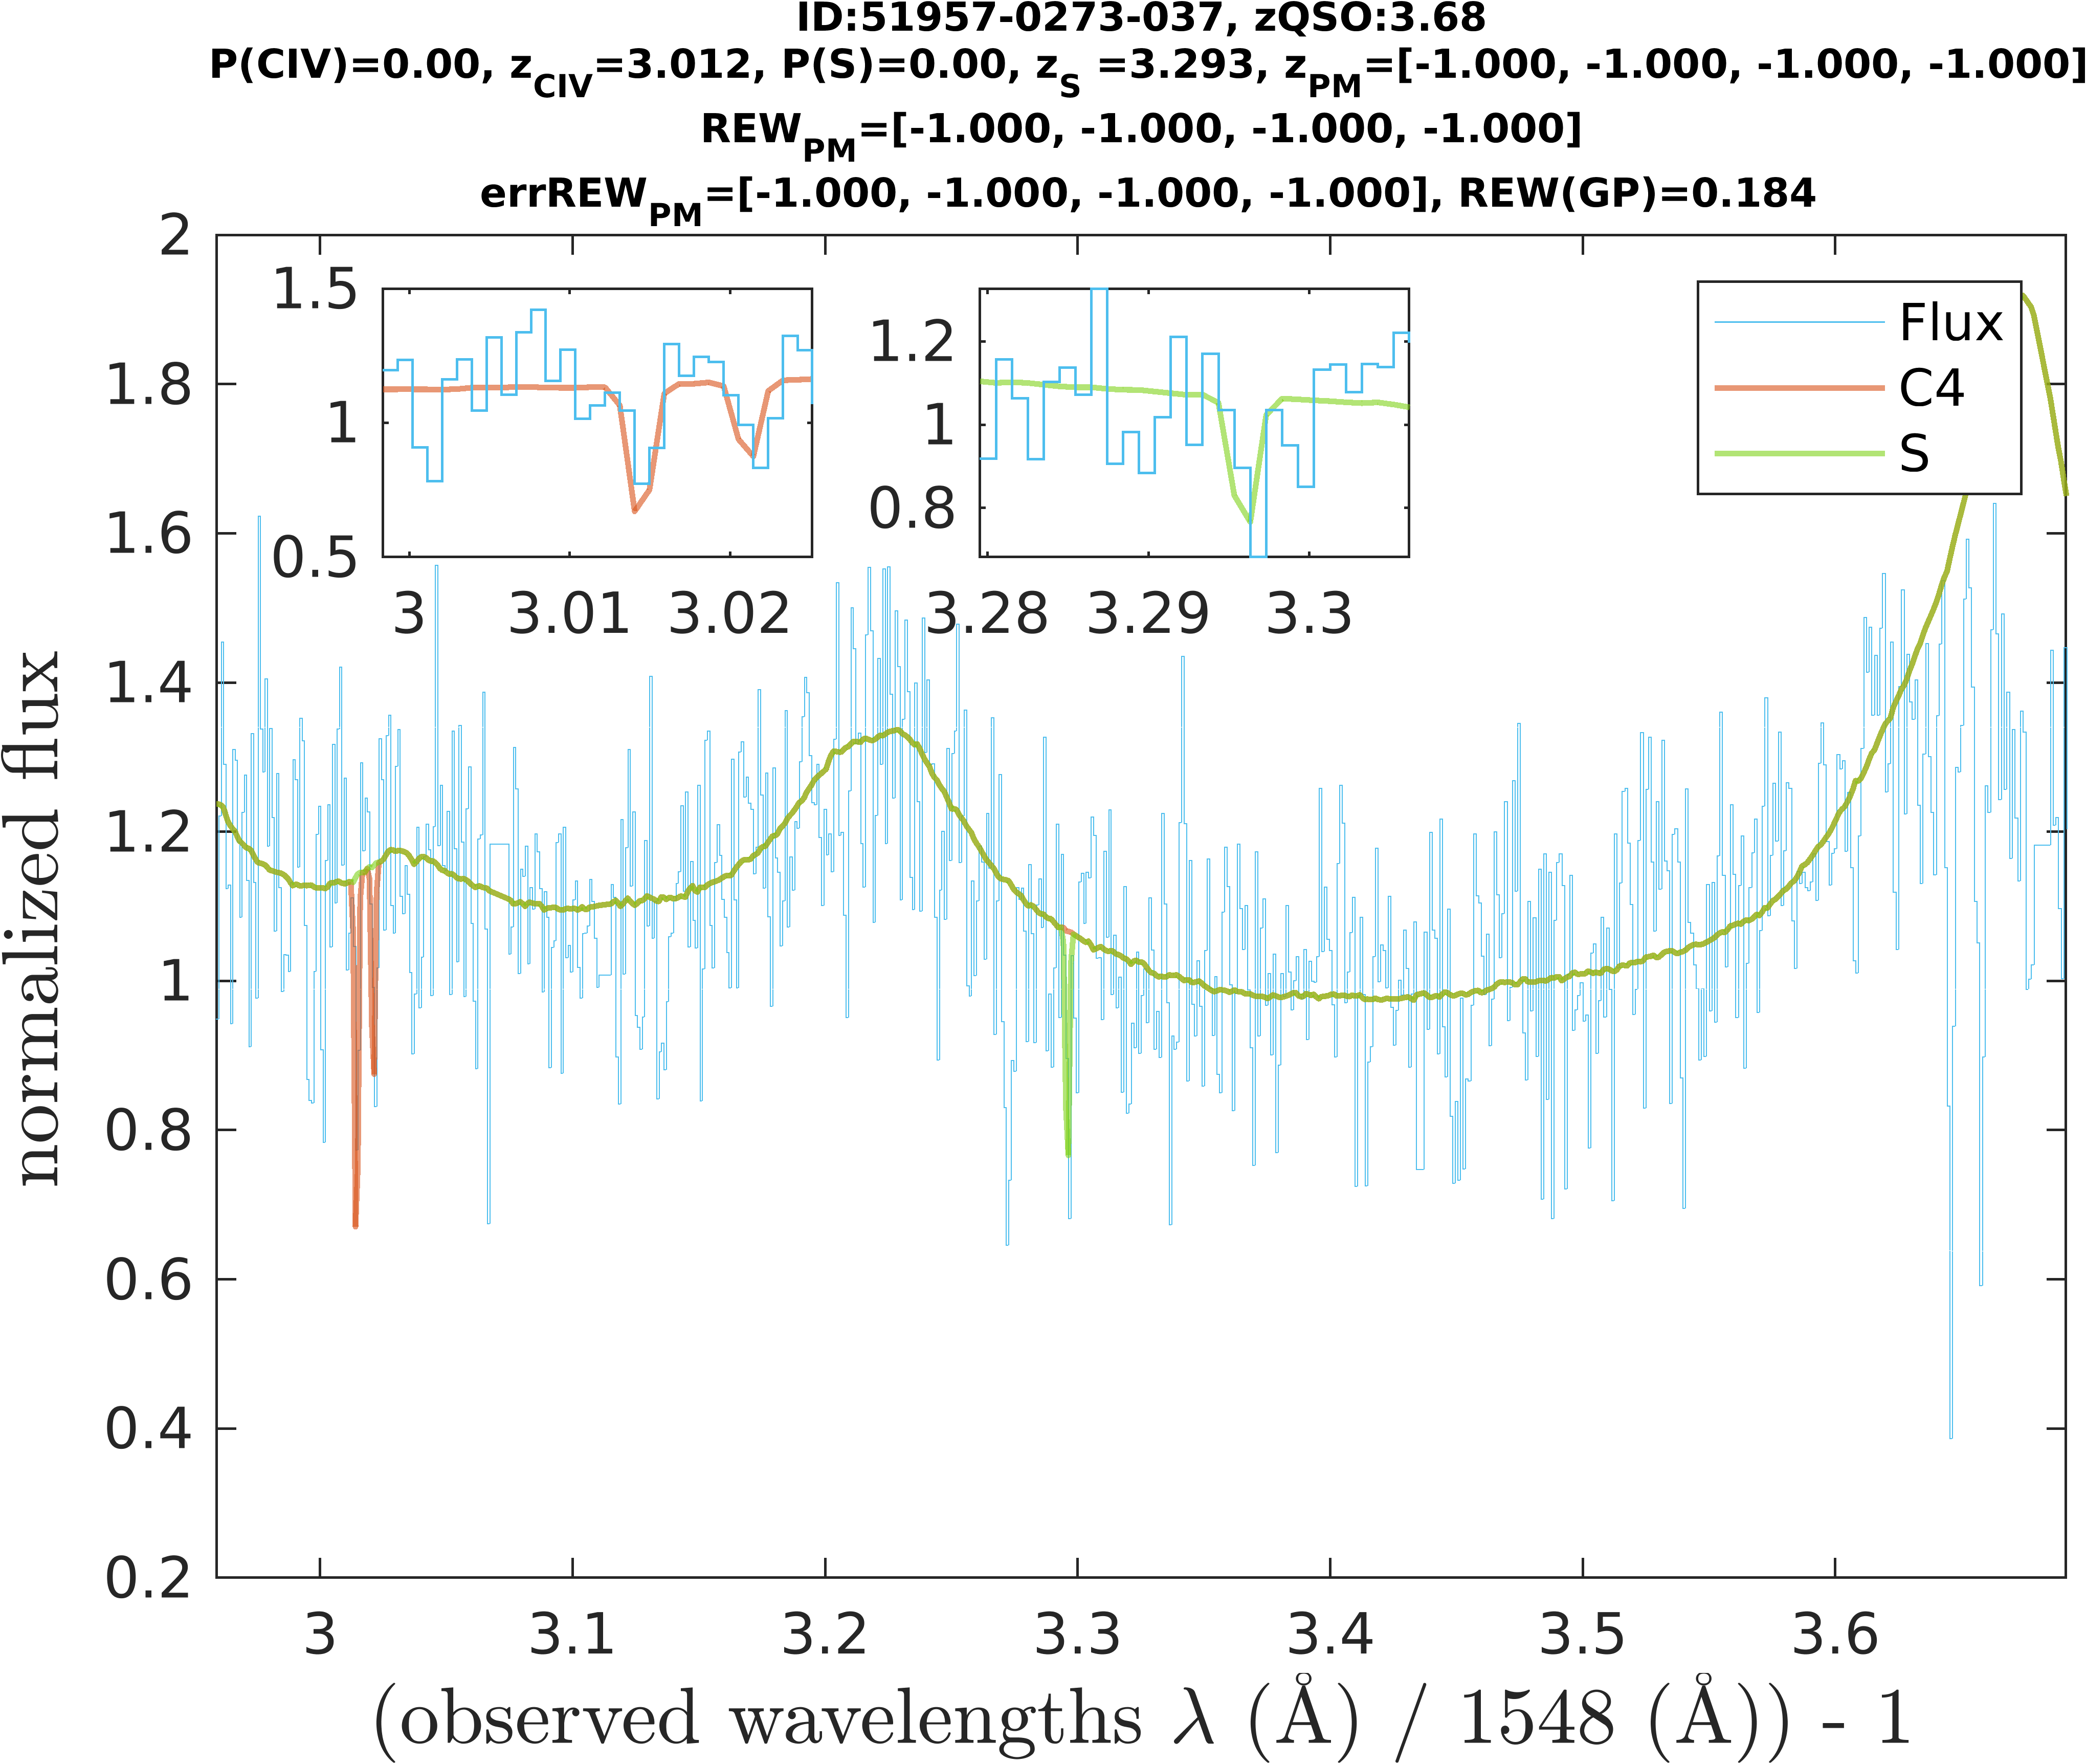 ID:51957-0273-037, zQSO:3.68
P(CIV)=0.00, zCIV=3.012, P(S)=0.00, zS =3.293, zPM=[-1.000, -1.000, -1.000, -1.000]
REWPM=[-1.000, -1.000, -1.000, -1.000]
errREWPM=[-1.000, -1.000, -1.000, -1.000], REW(GP)=0.184
2
1.8
1.6
1.4
1.2
1
0.8
0.6
0.4
0.2
normalized flux
1.5
1
0.5
3 3.01 3.02
1.2
1
0.8
3.28 3.29 3.3
Flux
C4
S
3 3.1 3.2 3.3 3.4 3.5 3.6
(observed wavelengths λ (Å) / 1548 (Å)) - 1